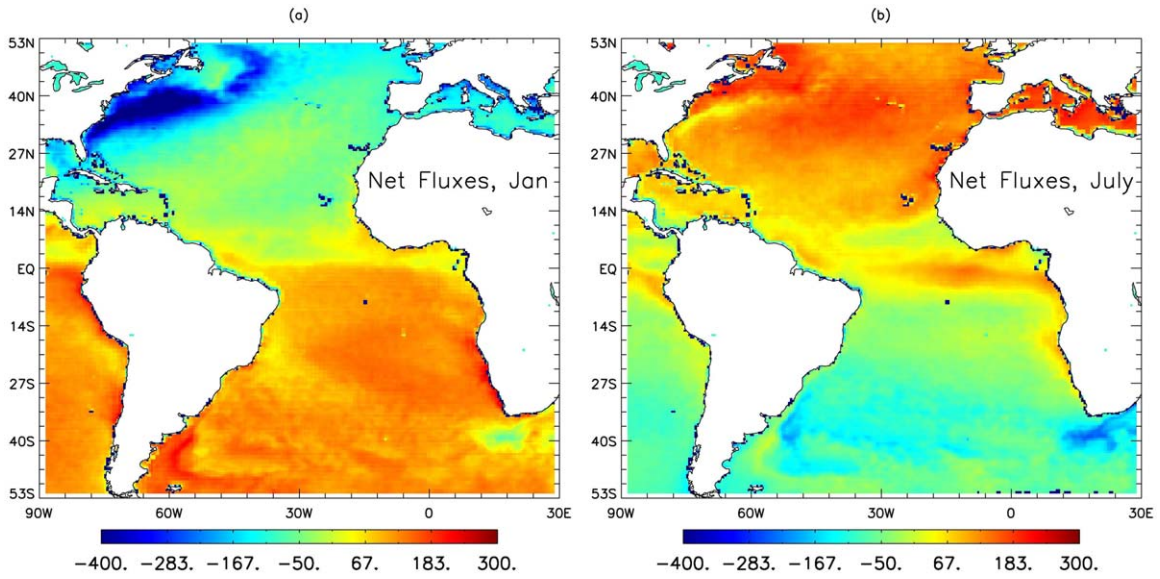 (a)
53N
40N
27N
14N
EQ
14S
27S
40S
53S
90W 60W 30W 0 30E
Net Fluxes, Jan
-400. -283. -167. -50. 67. 183. 300.
(b)
53N
40N
27N
14N
EQ
14S
27S
40S
53S
90W 60W 30W 0 30E
Net Fluxes, July
-400. -283. -167. -50. 67. 183. 300.